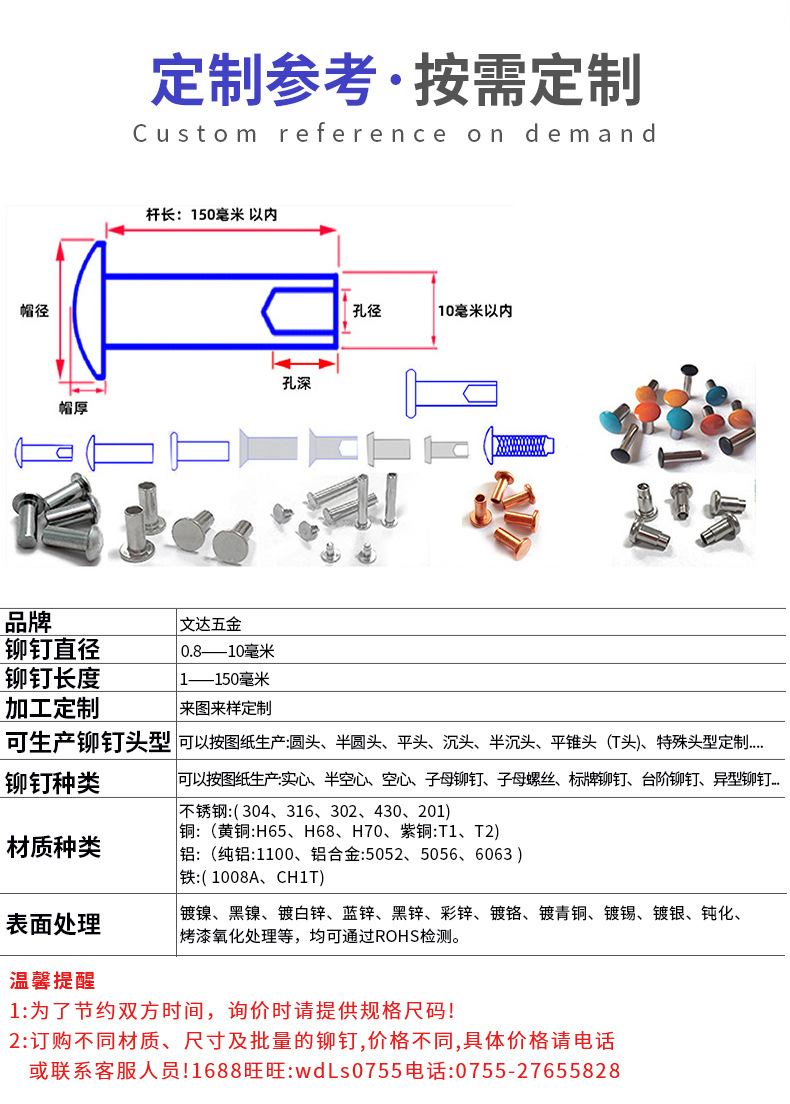 定制参考·按需定制
Custom reference on demand
杆长：150毫米 以内
帽径
孔径
10毫米以内
孔深
帽厚
品牌 文达五金
铆钉直径 0.8——10毫米
铆钉长度 1——150毫米
加工定制 来图来样定制
可生产铆钉头型 可以按图纸生产:圆头、半圆头、平头、沉头、半沉头、平锥头（T头)、特殊头型定制....
铆钉种类 可以按图纸生产:实心、半空心、空心、子母铆钉、子母螺丝、标牌铆钉、台阶铆钉、异型铆钉...
材质种类
不锈钢:( 304、316、302、430、201)
铜:（黄铜:H65、H68、H70、紫铜:T1、T2)
铝:（纯铝:1100、铝合金:5052、5056、6063 )
铁:( 1008A、CH1T)
表面处理
镀镍、黑镍、镀白锌、蓝锌、黑锌、彩锌、镀铬、镀青铜、镀锡、镀银、钝化、
烤漆氧化处理等，均可通过ROHS检测。
温馨提醒
1:为了节约双方时间，询价时请提供规格尺码!
2:订购不同材质、尺寸及批量的铆钉,价格不同,具体价格请电话
或联系客服人员!1688旺旺:wdLs0755电话:0755-27655828